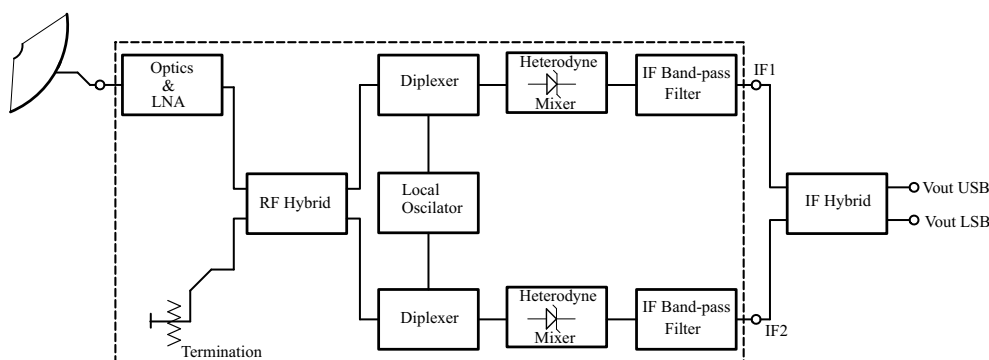 Optics
&
LNA
Diplexer
Heterodyne
Mixer
IF Band-pass
Filter
IF1
RF Hybrid
Local
Oscilator
IF Hybrid
Vout USB
Vout LSB
Termination
Diplexer
Heterodyne
Mixer
IF Band-pass
Filter
IF2